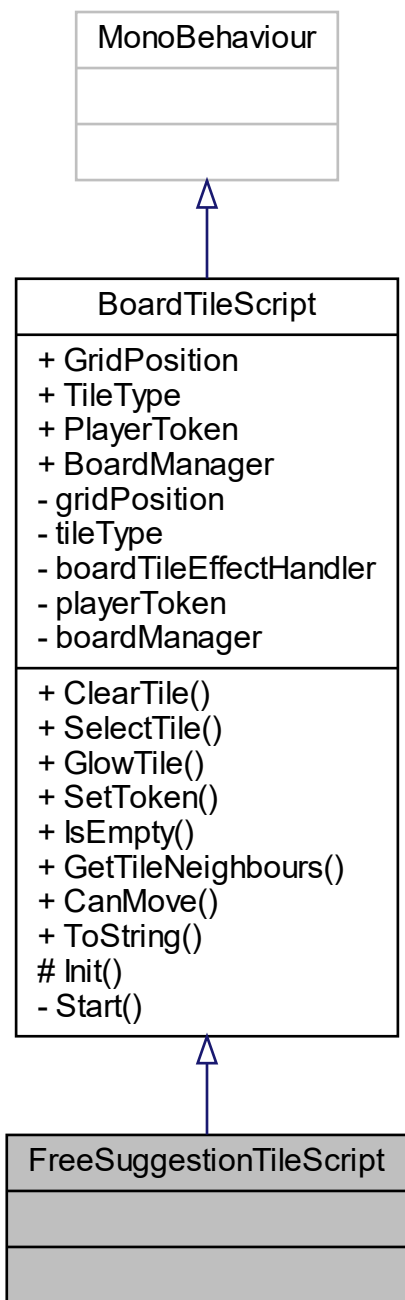 MonoBehaviour
BoardTileScript
+ GridPosition
+ TileType
+ PlayerToken
+ BoardManager
- gridPosition
- tileType
- boardTileEffectHandler
- playerToken
- boardManager
+ ClearTile()
+ SelectTile()
+ GlowTile()
+ SetToken()
+ IsEmpty()
+ GetTileNeighbours()
+ CanMove()
+ ToString()
# Init()
- Start()
FreeSuggestionTileScript